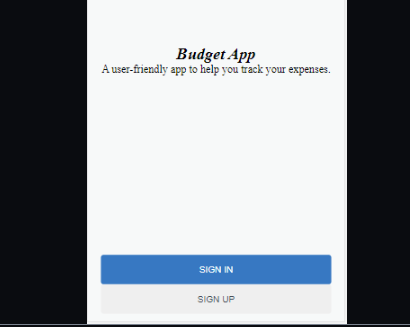 Budget App
A user-friendly app to help you track your expenses.
SIGN IN
SIGN UP